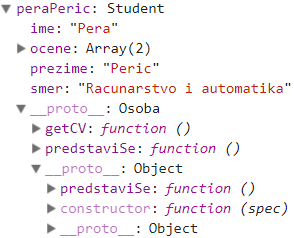 peraPeric: Student
ime: "Pera"
ocene: Array(2)
prezime: "Peric"
smer: "Racunarstvo i automatika"
__proto__: Osoba
getCV: function ()
predstaviSe: function ()
__proto__: Object
predstaviSe: function ()
constructor: function (spec)
__proto__: Object